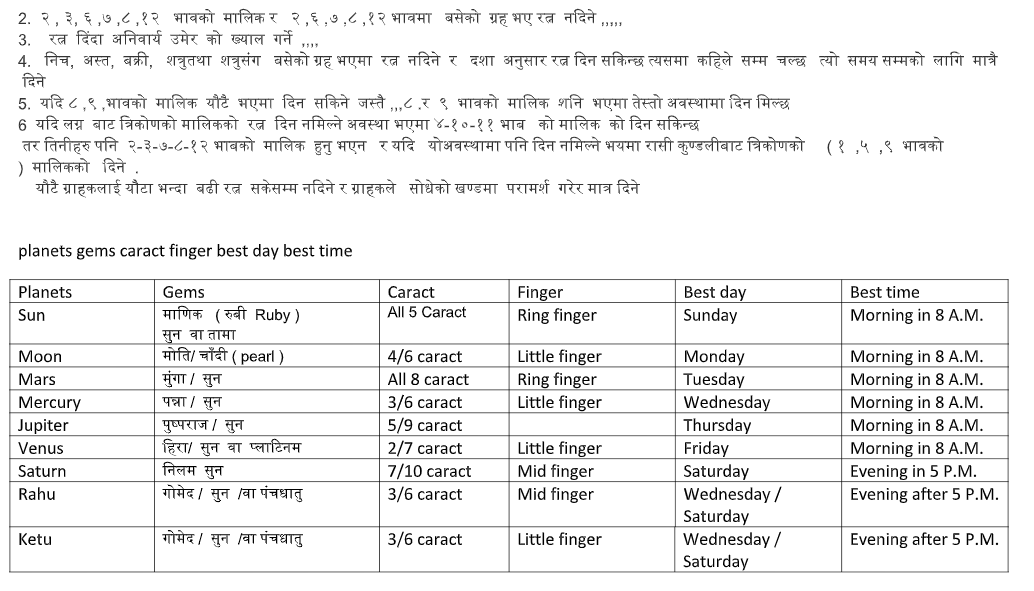 2. २ , ३, ६ ,७ ,८ ,१२ भावको मालिक र २ ,६ ,७ ,८ ,१२ भावमा बसेको ग्रह भए रत्न नदिने ,,,,,
3. रत्न दिंदा अनिवार्य उमेर को ख्याल गर्ने ,,,,
4. निच, अस्त, बक्री, शत्रुतथा शत्रुसंग बसेको ग्रह भएमा रत्न नदिने र दशा अनुसार रत्न दिन सकिन्छ त्यसमा कहिले सम्म चल्छ त्यो समय सम्मको लागि मात्रै
दिने
5. यदि ८ ,९ ,भावको मालिक यौटै भएमा दिन सकिने जस्तै ,,,८ .र ९ भावको मालिक शनि भएमा तेस्तो अवस्थामा दिन मिल्छ
6 यदि लग्न बाट त्रिकोणको मालिकको रत्न दिन नमिल्ने अवस्था भएमा ४-१०-११ भाब को मालिक को दिन सकिन्छ
तर तिनीहरु पनि २-३-७-८-१२ भावको मालिक हुनु भएन र यदि योअवस्थामा पनि दिन नमिल्ने भयमा रासी कुण्डलीबाट त्रिकोणको ( १ ,५ ,९ भावको
) मालिकको दिने .
यौटै ग्राहकलाई यौटा भन्दा बढी रत्न सकेसम्म नदिने र ग्राहकले सोधेको खण्डमा परामर्श गरेर मात्र दिने
planets gems caract finger best day best time
Planets Gems Caract Finger Best day Best time
Sun माणिक ( रुबी Ruby ) All 5 Caract Ring finger Sunday Morning in 8 A.M.
सुन वा तामा
Moon मोति/ चाँदी ( pearl ) 4/6 caract Little finger Monday Morning in 8 A.M.
Mars मुंगा / सुन All 8 caract Ring finger Tuesday Morning in 8 A.M.
Mercury पन्ना / सुन 3/6 caract Little finger Wednesday Morning in 8 A.M.
Jupiter पुष्पराज / सुन 5/9 caract Thursday Morning in 8 A.M.
Venus हिरा/ सुन वा प्लाटिनम 2/7 caract Little finger Friday Morning in 8 A.M.
Saturn निलम सुन 7/10 caract Mid finger Saturday Evening in 5 P.M.
Rahu गोमेद / सुन /वा पंचधातु 3/6 caract Mid finger Wednesday / Evening after 5 P.M.
Saturday
Ketu गोमेद / सुन /वा पंचधातु 3/6 caract Little finger Wednesday / Evening after 5 P.M.
Saturday